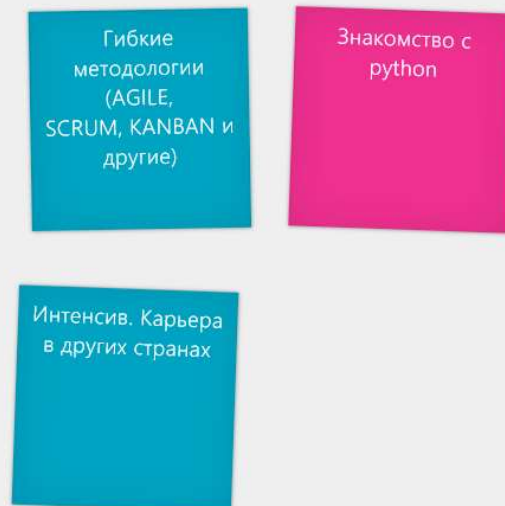 Гибкие
методологии
(AGILE,
SCRUM, KANBAN и
другие)
Знакомство с
python
Интенсив. Карьера
в других странах